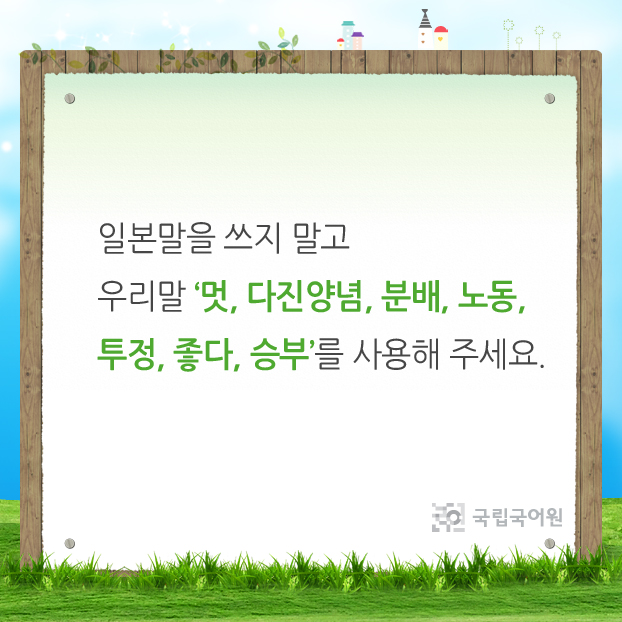 일본말을 쓰지 말고
우리말 ‘멋, 다진양념, 분배, 노동,
투정, 좋다, 승부’를 사용해 주세요.
국립국어원